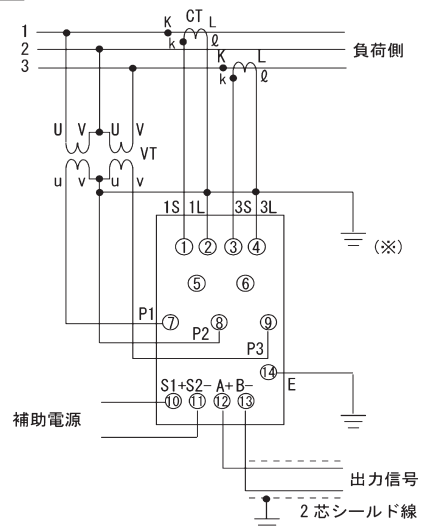 K CT L
1
2
k ℓ
負荷側
3
K L
k ℓ
U V U V
VT
u v u v
1S 1L 3S 3L
① ② ③ ④
(※)
⑤ ⑥
P1 ⑦ ⑧ ⑨
P2
P3
⑭ E
S1+ S2- A+ B-
⑩ ⑪ ⑫ ⑬
補助電源
出力信号
2芯シールド線